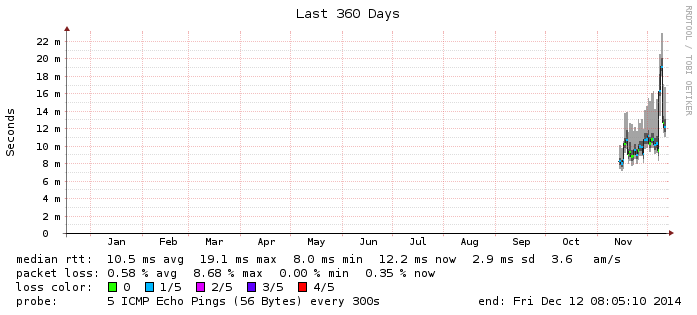 Last 360 Days
RRDTOOL / TOBI OETIKER
Seconds
22 m
20 m
18 m
16 m
14 m
12 m
10 m
8 m
6 m
4 m
2 m
0
Jan Feb Mar Apr May Jun Jul Aug Sep Oct Nov
median rtt: 10.5 ms avg 19.1 ms max 8.0 ms min 12.2 ms now 2.9 ms sd 3.6 am/s
packet loss: 0.58 % avg 8.68 % max 0.00 % min 0.35 % now
loss color: 0 1/5 2/5 3/5 4/5
probe: 5 ICMP Echo Pings (56 Bytes) every 300s end: Fri Dec 12 08:05:10 2014